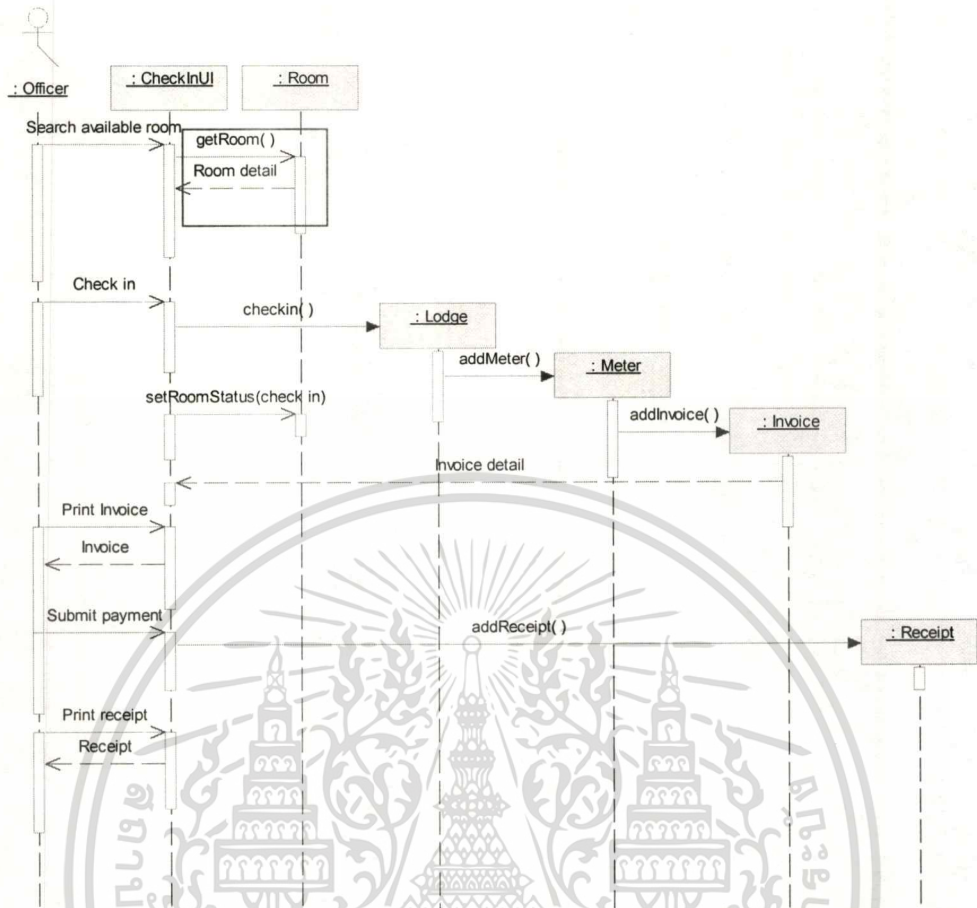 : Officer
: CheckInUI
: Room
Search available room
getRoom( )
Room detail
Check in
checkin( )
: Lodge
addMeter( )
: Meter
setRoomStatus(check in)
addInvoice( )
: Invoice
Invoice detail
Print Invoice
Invoice
Submit payment
addReceipt( )
: Receipt
Print receipt
Receipt